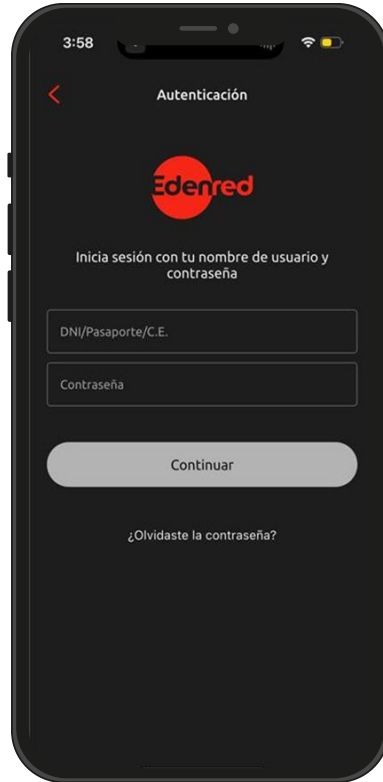 3:58
Autenticación
Edenred
Inicia sesión con tu nombre de usuario y
contraseña
DNI/Pasaporte/C.E.
Contraseña
Continuar
¿Olvidaste la contraseña?